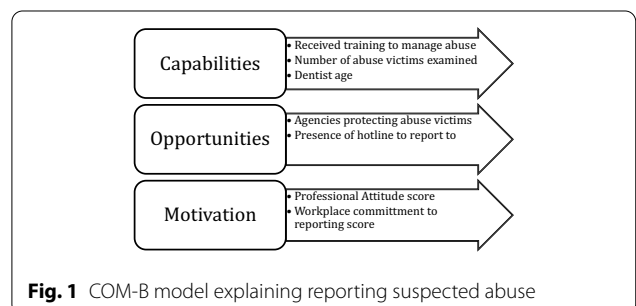 Capabilities
• Received training to manage abuse
• Number of abuse victims examined
• Dentist age
Opportunities
• Agencies protecting abuse victims
• Presence of hotline to report to
Motivation
• Professional Attitude score
• Workplace committment to
reporting score
Fig. 1 COM-B model explaining reporting suspected abuse